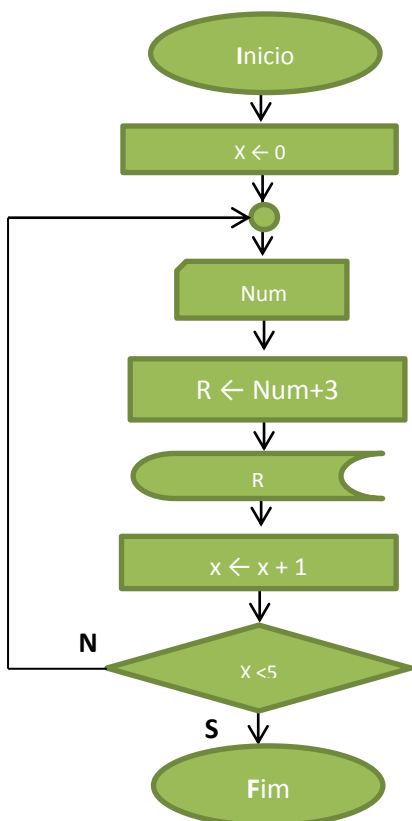 Inicio
X ← 0
Num
R ← Num+3
R
x ← x + 1
N
X <5
S
Fim